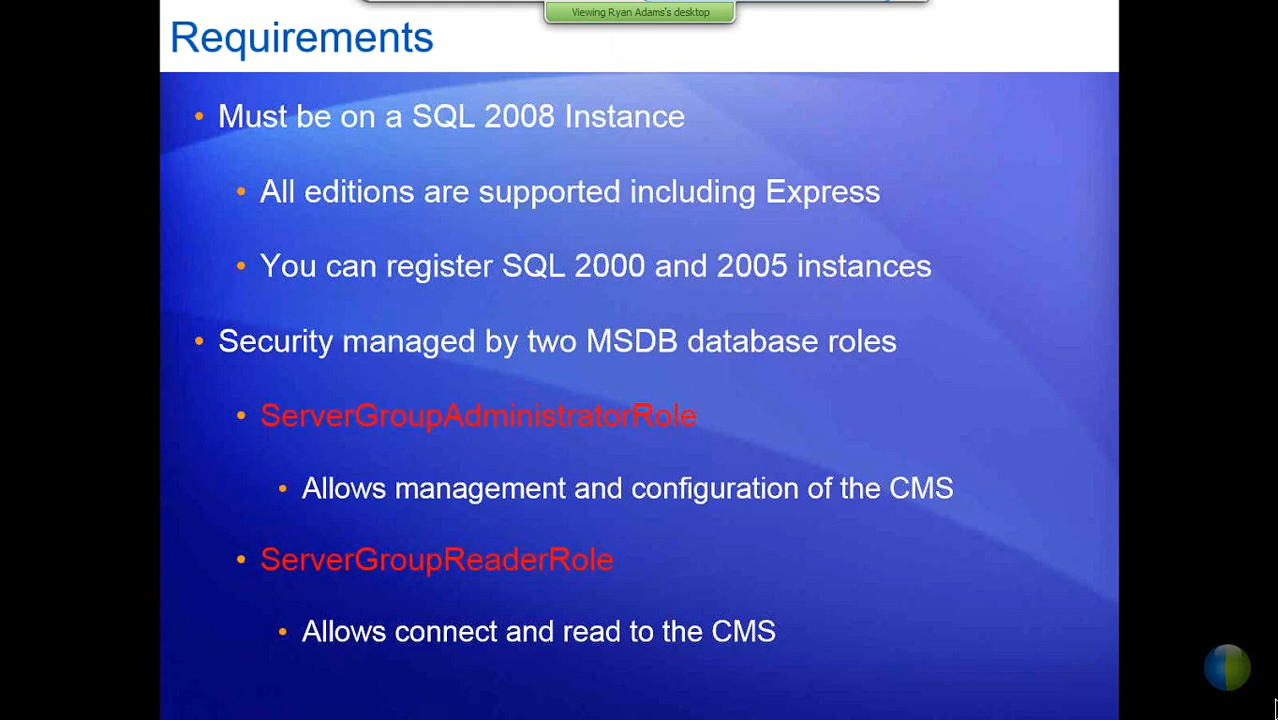 Viewing Ryan Adams's desktop
Requirements
• Must be on a SQL 2008 Instance
• All editions are supported including Express
• You can register SQL 2000 and 2005 instances
• Security managed by two MSDB database roles
• ServerGroupAdministratorRole
• Allows management and configuration of the CMS
• ServerGroupReaderRole
• Allows connect and read to the CMS